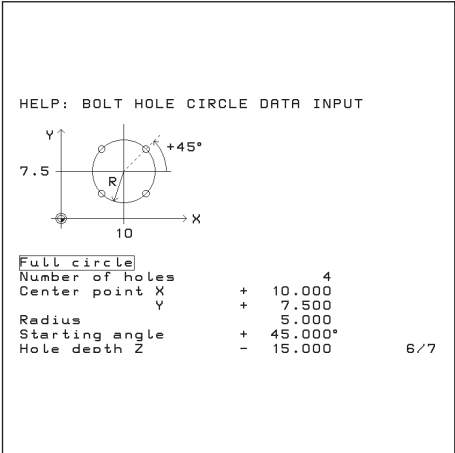 HELP: BOLT HOLE CIRCLE DATA INPUT
Y
+45°
7.5
R
X
10
Full circle
Number of holes 4
Center point X + 10.000
Y + 7.500
Radius 5.000
Starting angle + 45.000°
Hole depth Z - 15.000 6/7